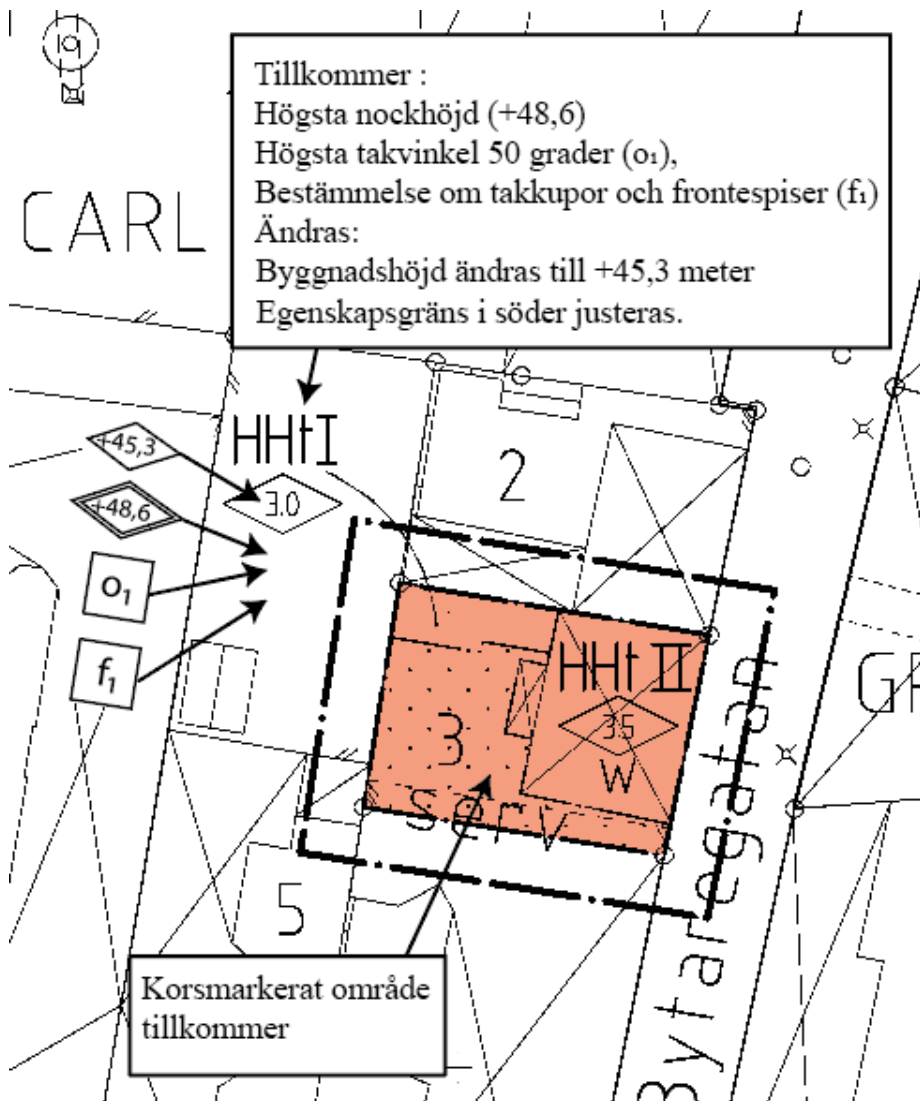 Tillkommer :
Högsta nockhöjd (+48,6)
Högsta takvinkel 50 grader (o₁),
Bestämmelse om takkupor och frontespiser (f₁)
Ändras:
Byggnadshöjd ändras till +45,3 meter
Egenskapsgräns i söder justeras.
CARL
HHtI
+45,3
3.0
2
+48,6
o₁
f₁
HHt II
3.5
W
3
serv
GR
Bytaregatan
5
Korsmarkerat område
tillkommer